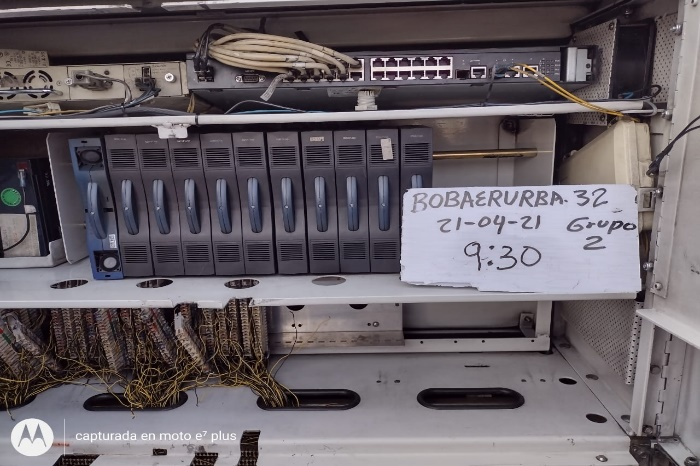 BOBAERURBA.32
21-04-21 Grupo
2
9:30
capturada en moto e⁷ plus